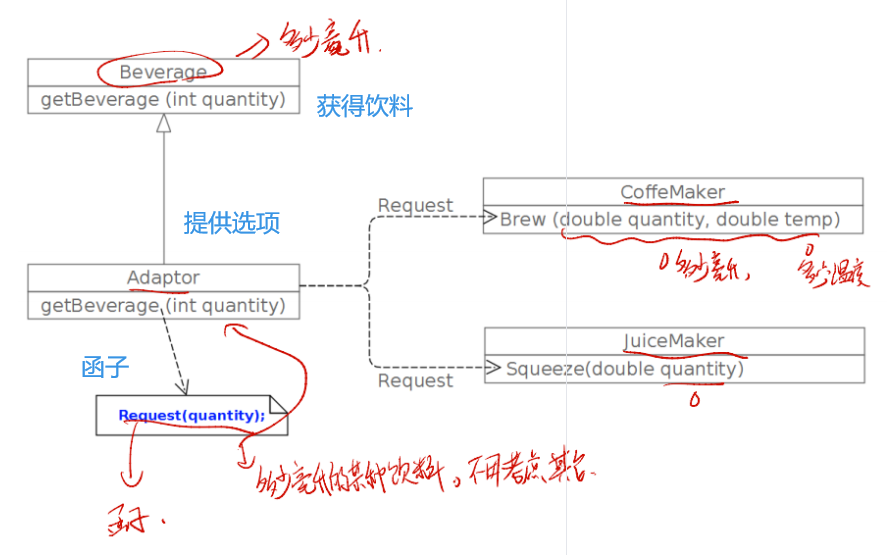 多少毫升.
Beverage
getBeverage (int quantity)
获得饮料
CoffeMaker
Request
Brew (double quantity, double temp)
提供选项
①多少毫升,
②多少温度
Adaptor
getBeverage (int quantity)
JuiceMaker
函子
Squeeze(double quantity)
Request
Request(quantity);
多少毫升的某种饮料, 不用考虑其它.
函子.